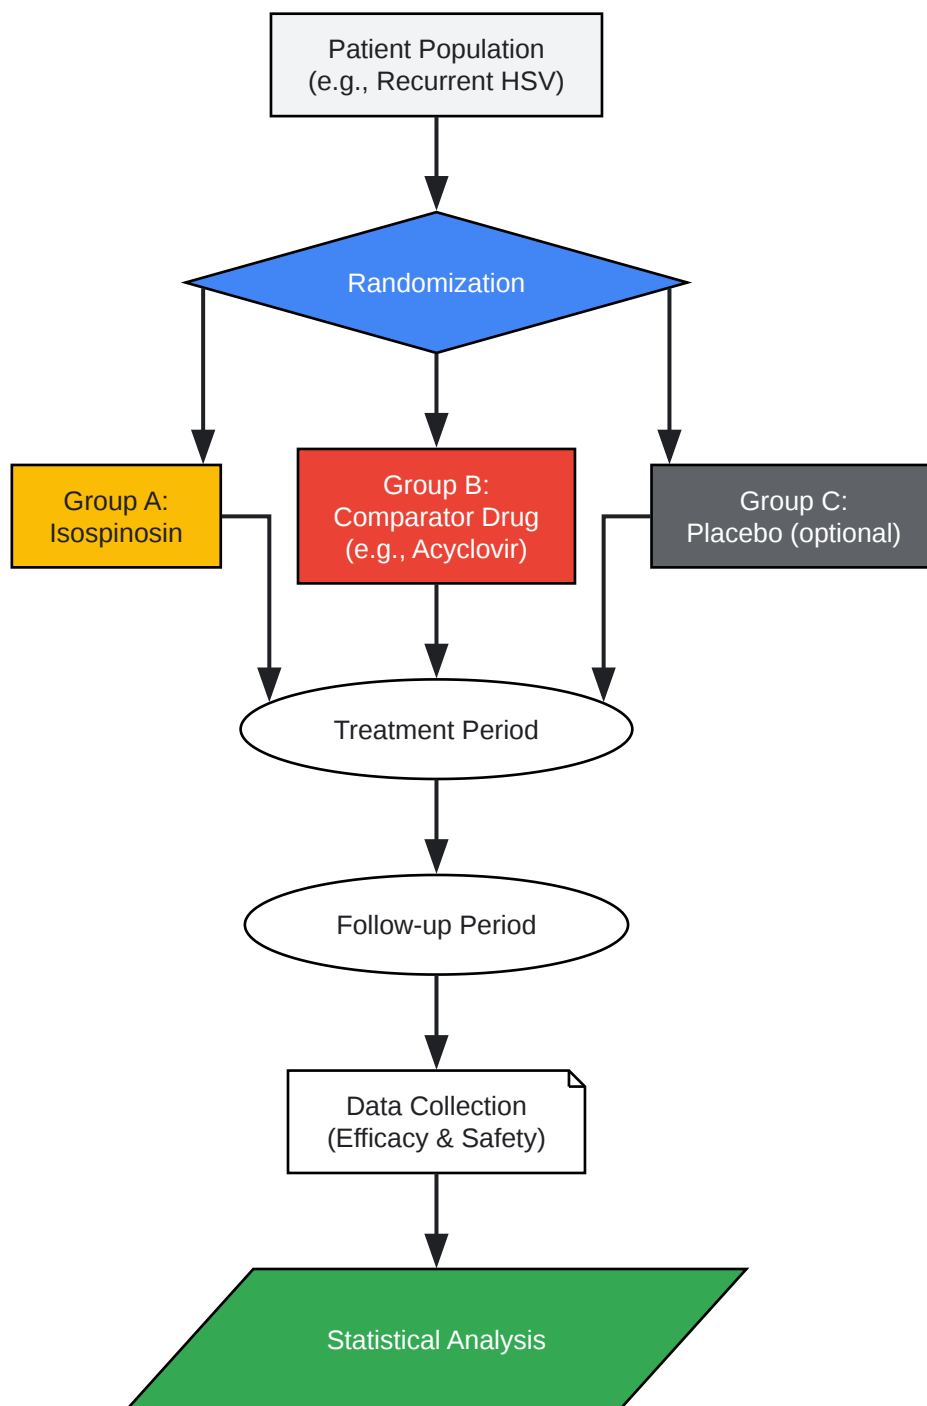 Patient Population
(e.g., Recurrent HSV)
Randomization
Group A:
Isospinosin
Group B:
Comparator Drug
(e.g., Acyclovir)
Group C:
Placebo (optional)
Treatment Period
Follow-up Period
Data Collection
(Efficacy & Safety)
Statistical Analysis